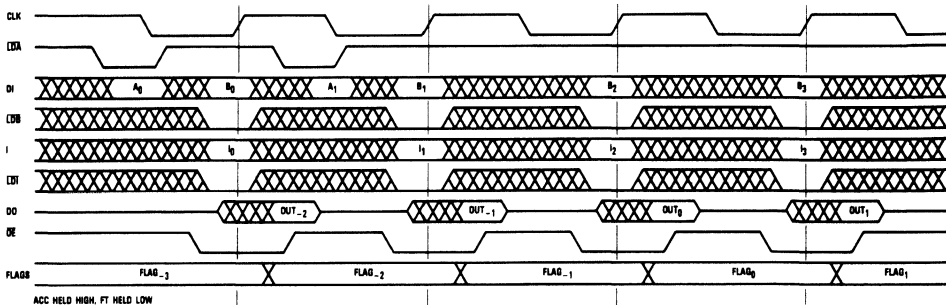 CLK
LDA
DI A0 B0 A1 B1 B2 B3
LDB
I I0 I1 I2 I3
LDI
DO OUT-2 OUT-1 OUT0 OUT1
OE
FLAGS FLAG-3 FLAG-2 FLAG-1 FLAG0 FLAG1
ACC HELD HIGH, FT HELD LOW